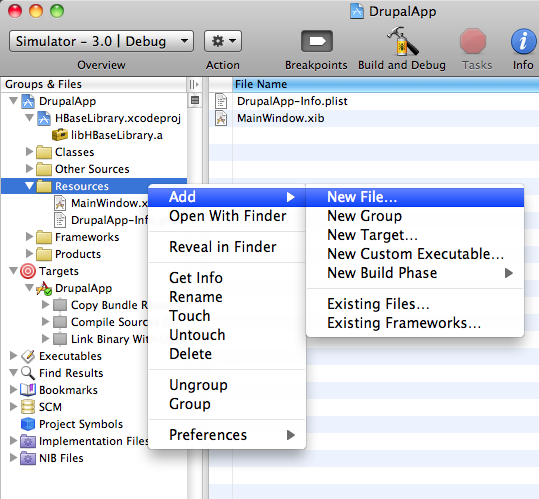 DrupalApp
Simulator - 3.0 | Debug
Overview
Action
Breakpoints
Build and Debug
Tasks
Info
Groups & Files
DrupalApp
HBaseLibrary.xcodeproj
libHBaseLibrary.a
Classes
Other Sources
Resources
MainWindow.x
DrupalApp-Inf
Frameworks
Products
Targets
DrupalApp
Copy Bundle R
Compile Sourc
Link Binary Wit
Executables
Find Results
Bookmarks
SCM
Project Symbols
Implementation Files
NIB Files
File Name
DrupalApp-Info.plist
MainWindow.xib
Add
Open With Finder
Reveal in Finder
Get Info
Rename
Touch
Untouch
Delete
Ungroup
Group
Preferences
New File...
New Group
New Target...
New Custom Executable...
New Build Phase
Existing Files...
Existing Frameworks...